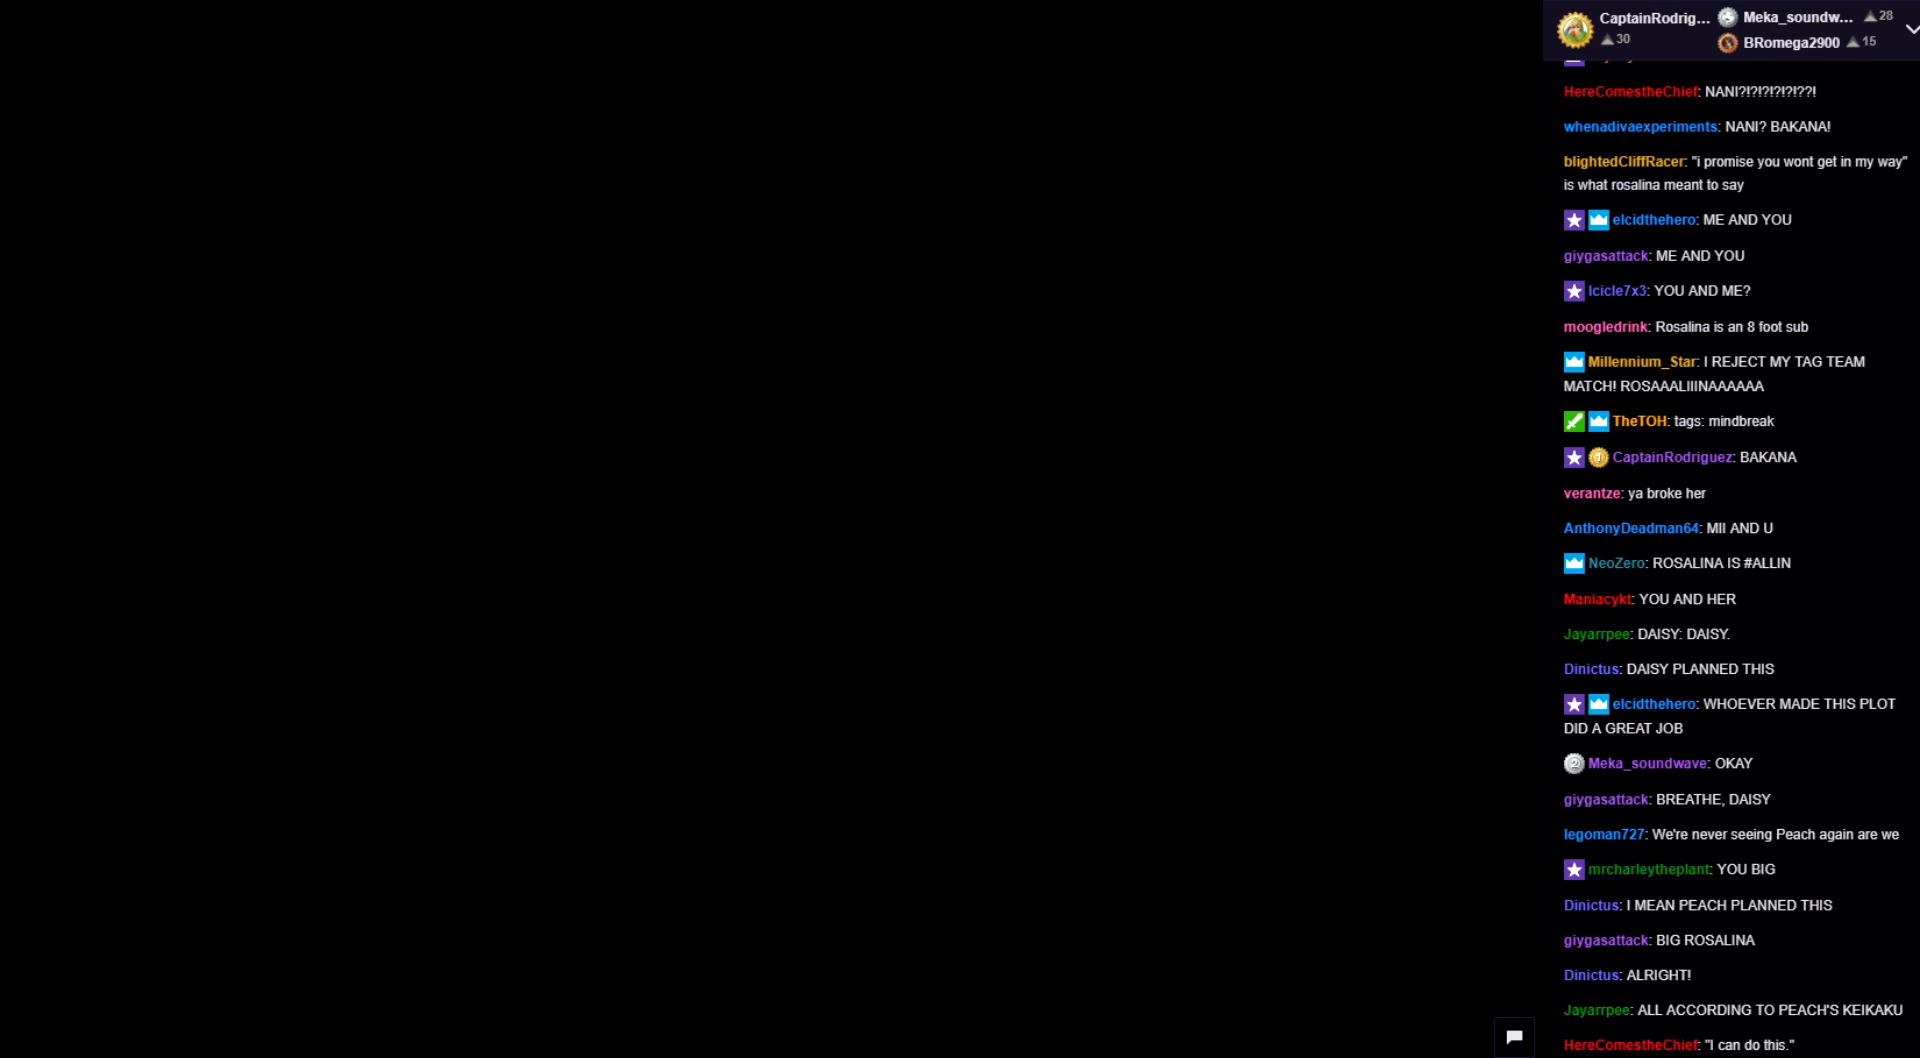 CaptainRodrig... Meka_soundw... 28
30 BRomega2900 15
HereComestheChief: NANI?!?!?!?!?!??!
whenadivaexperiments: NANI? BAKANA!
blightedCliffRacer: "i promise you wont get in my way"
is what rosalina meant to say
elcidthehero: ME AND YOU
giygasattack: ME AND YOU
Icicle7x3: YOU AND ME?
moogledrink: Rosalina is an 8 foot sub
Millennium_Star: I REJECT MY TAG TEAM
MATCH! ROSAAALIIINAAAAAA
TheTOH: tags: mindbreak
1 CaptainRodriguez: BAKANA
verantze: ya broke her
AnthonyDeadman64: MII AND U
NeoZero: ROSALINA IS #ALLIN
Maniacykt: YOU AND HER
Jayarrpee: DAISY: DAISY.
Dinictus: DAISY PLANNED THIS
elcidthehero: WHOEVER MADE THIS PLOT
DID A GREAT JOB
2 Meka_soundwave: OKAY
giygasattack: BREATHE, DAISY
legoman727: We're never seeing Peach again are we
mrcharleytheplant: YOU BIG
Dinictus: I MEAN PEACH PLANNED THIS
giygasattack: BIG ROSALINA
Dinictus: ALRIGHT!
Jayarrpee: ALL ACCORDING TO PEACH'S KEIKAKU
HereComestheChief: "I can do this."